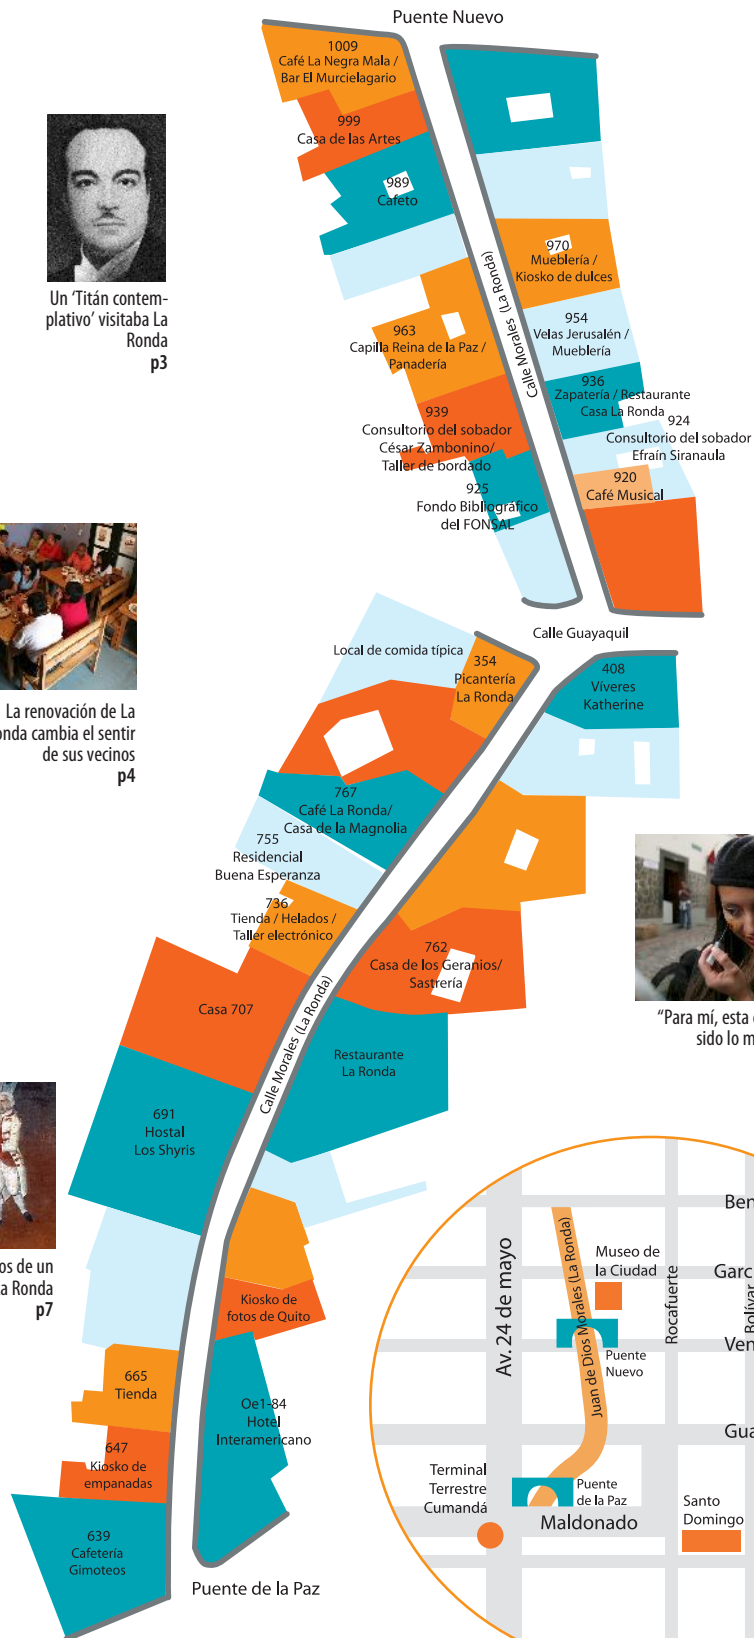 Puente Nuevo
1009
Café La Negra Mala /
Bar El Murcielagario
999
Casa de las Artes
989
Cafeto
Calle Morales (La Ronda)
970
Mueblería /
Kiosko de dulces
954
Velas Jerusalén /
Mueblería
963
Capilla Reina de la Paz /
Panadería
936
Zapatería / Restaurante
Casa La Ronda
939
Consultorio del sobador
César Zambonino/
Taller de bordado
924
Consultorio del sobador
Efraín Siranaula
920
Café Musical
925
Fondo Bibliográfico
del FONSAL
Un ‘Titán contem-
plativo’ visitaba La
Ronda
p3
Calle Guayaquil
Local de comida típica
354
Picantería
La Ronda
408
Víveres
Katherine
La renovación de La
onda cambia el sentir
de sus vecinos
p4
767
Café La Ronda/
Casa de la Magnolia
755
Residencial
Buena Esperanza
736
Tienda / Helados /
Taller electrónico
762
Casa de los Geranios/
Sastrería
Casa 707
Calle Morales (La Ronda)
Restaurante
La Ronda
691
Hostal
Los Shyris
"Para mí, esta
sido lo m
os de un
a Ronda
p7
Kiosko de
fotos de Quito
665
Tienda
Oe1-84
Hotel
Interamericano
647
Kiosko de
empanadas
639
Cafetería
Gimoteos
Puente de la Paz
Av. 24 de mayo
Juan de Dios Morales (La Ronda)
Museo de
la Ciudad
Rocafuerte
Bolívar
Ben
Garc
Ven
Gua
Puente
Nuevo
Terminal
Terrestre
Cumandá
Puente
de la Paz
Maldonado
Santo
Domingo